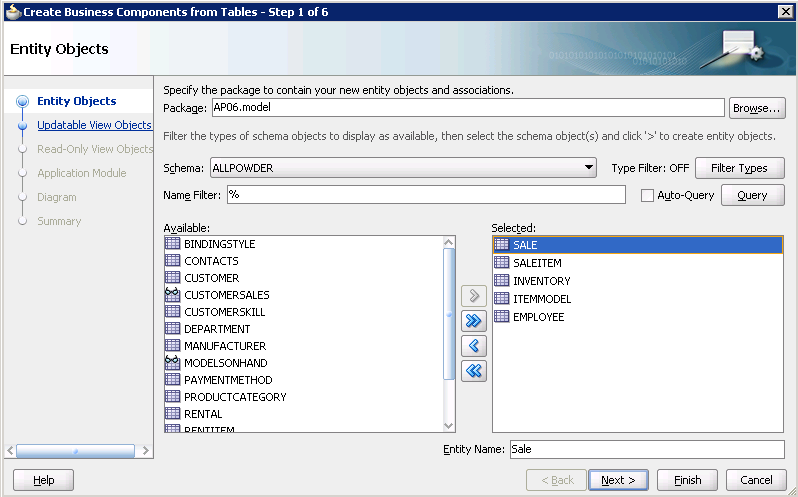 Create Business Components from Tables - Step 1 of 6
Entity Objects
Entity Objects
Updatable View Objects
Read-Only View Objects
Application Module
Diagram
Summary
Specify the package to contain your new entity objects and associations.
Package: AP06.model Browse...
Filter the types of schema objects to display as available, then select the schema object(s) and click '>' to create entity objects.
Schema: ALLPOWDER Type Filter: OFF Filter Types
Name Filter: % Auto-Query Query
Available:
BINDINGSTYLE
CONTACTS
CUSTOMER
CUSTOMERSALES
CUSTOMERSKILL
DEPARTMENT
MANUFACTURER
MODELSONHAND
PAYMENTMETHOD
PRODUCTCATEGORY
RENTAL
RENTITEM
Selected:
SALE
SALEITEM
INVENTORY
ITEMMODEL
EMPLOYEE
Entity Name: Sale
Help < Back Next > Finish Cancel